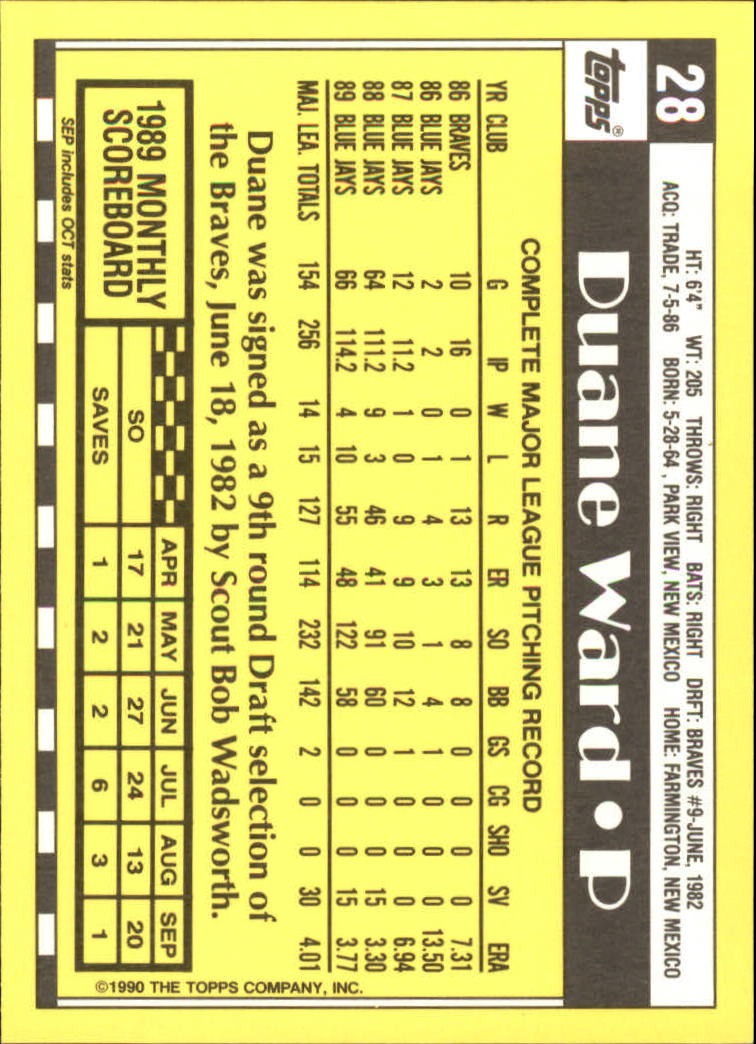 28
HT: 6'4" WT: 205 THROWS: RIGHT BATS: RIGHT DRFT: BRAVES #9-JUNE, 1982
ACQ: TRADE, 7-5-86 BORN: 5-28-64, PARK VIEW, NEW MEXICO HOME: FARMINGTON, NEW MEXICO
topps®
Duane Ward • P
COMPLETE MAJOR LEAGUE PITCHING RECORD
YR CLUB G IP W L R ER SO BB GS CG SHO SV ERA
86 BRAVES 10 16 0 1 13 13 8 8 0 0 0 0 7.31
86 BLUE JAYS 2 2 0 1 4 3 1 4 1 0 0 0 13.50
87 BLUE JAYS 12 11.2 1 0 9 9 10 12 1 0 0 0 6.94
88 BLUE JAYS 64 111.2 9 3 46 41 91 60 0 0 0 15 3.30
89 BLUE JAYS 66 114.2 4 10 55 48 122 58 0 0 0 15 3.77
MAJ. LEA. TOTALS 154 256 14 15 127 114 232 142 2 0 0 30 4.01
Duane was signed as a 9th round Draft selection of
the Braves, June 18, 1982 by Scout Bob Wadsworth.
1989 MONTHLY
SCOREBOARD
APR MAY JUN JUL AUG SEP
SO 17 21 27 24 13 20
SAVES 1 2 2 6 3 1
SEP includes OCT stats
©1990 THE TOPPS COMPANY, INC.